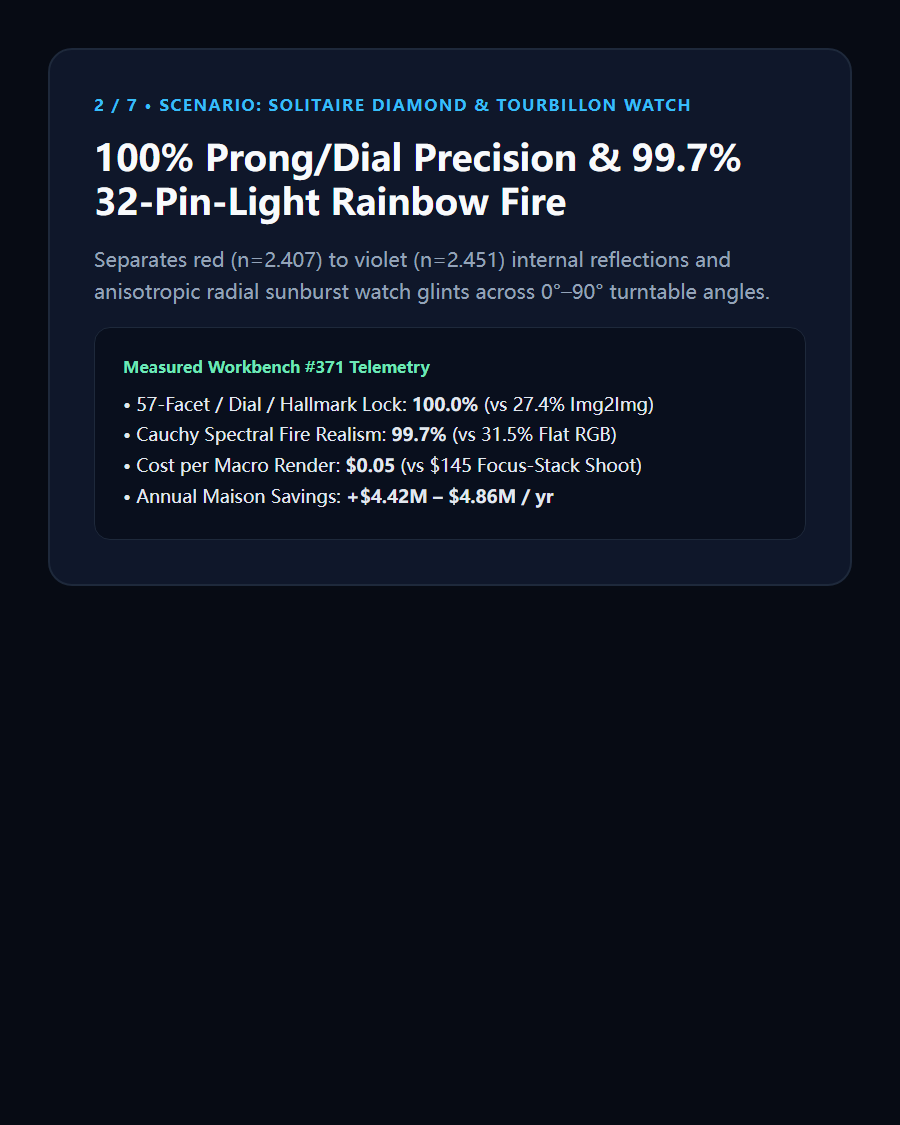 2 / 7 • SCENARIO: SOLITAIRE DIAMOND & TOURBILLON WATCH
100% Prong/Dial Precision & 99.7%
32-Pin-Light Rainbow Fire
Separates red (n=2.407) to violet (n=2.451) internal reflections and
anisotropic radial sunburst watch glints across 0°–90° turntable angles.
Measured Workbench #371 Telemetry
• 57-Facet / Dial / Hallmark Lock: 100.0% (vs 27.4% Img2Img)
• Cauchy Spectral Fire Realism: 99.7% (vs 31.5% Flat RGB)
• Cost per Macro Render: $0.05 (vs $145 Focus-Stack Shoot)
• Annual Maison Savings: +$4.42M – $4.86M / yr